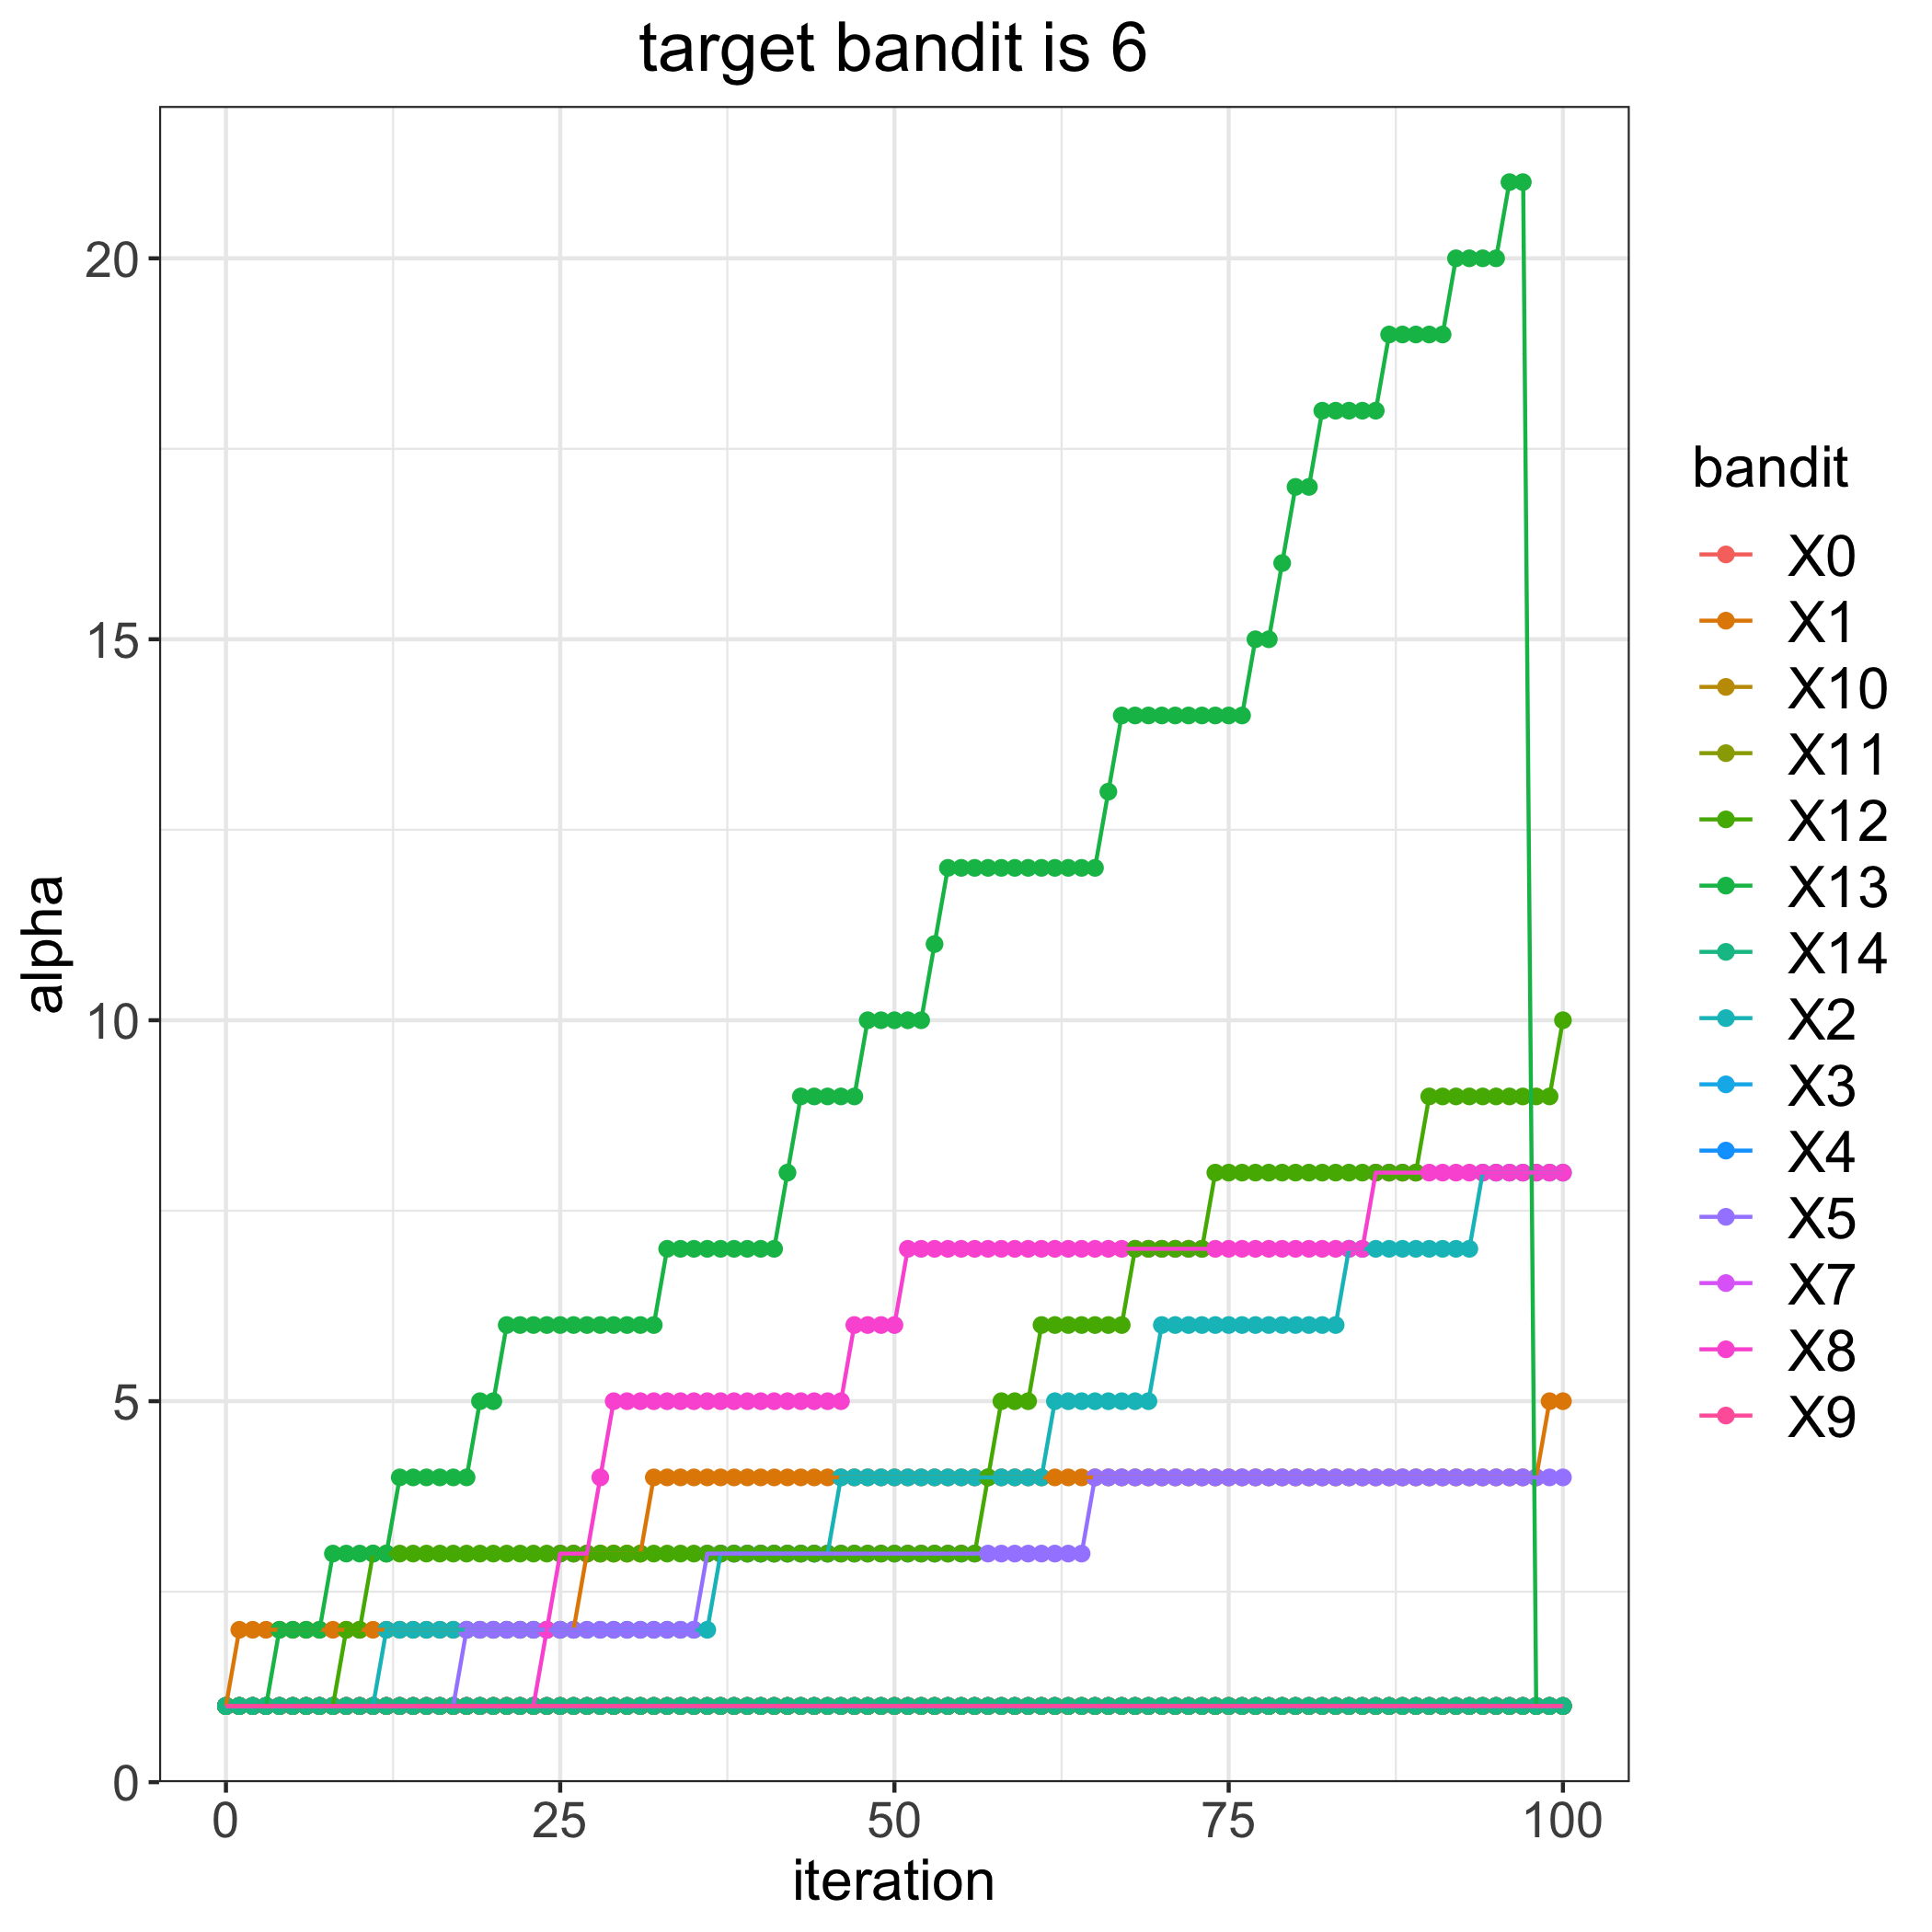 target bandit is 6
alpha
20
15
10
5
0
0 25 50 75 100
iteration
bandit
X0
X1
X10
X11
X12
X13
X14
X2
X3
X4
X5
X7
X8
X9